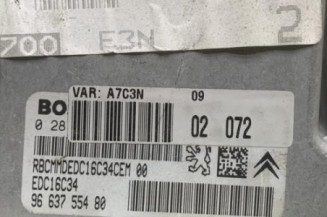 700 E3N 2
VAR: A7C3N 09
BO
0 28
02 072
RBCMMDEDC16C34CEM 00
EDC16C34
96 637 554 80